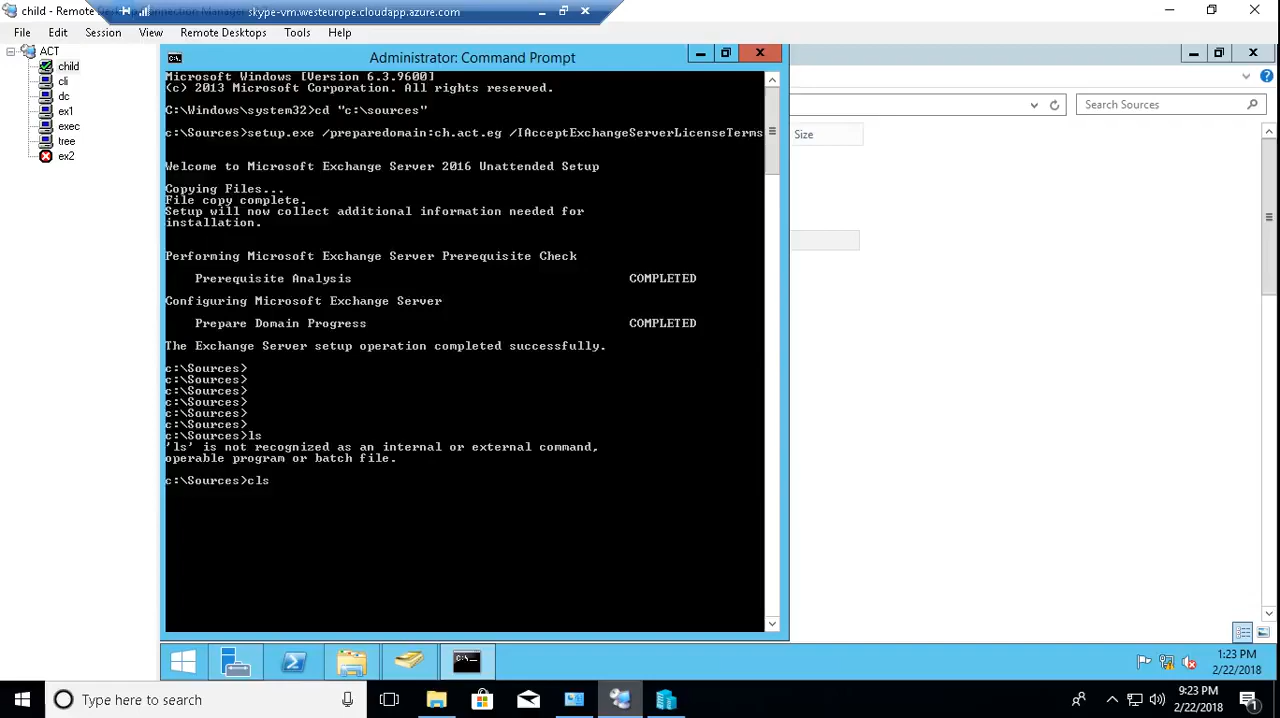 child - Remote Desktop Connection Manager
skype-vm.westeurope.cloudapp.azure.com
File Edit Session View Remote Desktops Tools Help
ACT
child
cli
dc
ex1
exec
tree
ex2
Administrator: Command Prompt
Microsoft Windows [Version 6.3.9600]
(c) 2013 Microsoft Corporation. All rights reserved.
C:\Windows\system32>cd "c:\sources"
c:\Sources>setup.exe /preparedomain:ch.act.eg /IAcceptExchangeServerLicenseTerms
Welcome to Microsoft Exchange Server 2016 Unattended Setup
Copying Files...
File copy complete.
Setup will now collect additional information needed for
installation.
Performing Microsoft Exchange Server Prerequisite Check
Prerequisite Analysis COMPLETED
Configuring Microsoft Exchange Server
Prepare Domain Progress COMPLETED
The Exchange Server setup operation completed successfully.
c:\Sources>
c:\Sources>
c:\Sources>
c:\Sources>
c:\Sources>
c:\Sources>
c:\Sources>ls
'ls' is not recognized as an internal or external command,
operable program or batch file.
c:\Sources>cls
Search Sources
Size
1:23 PM
2/22/2018
Type here to search
9:23 PM
2/22/2018
1